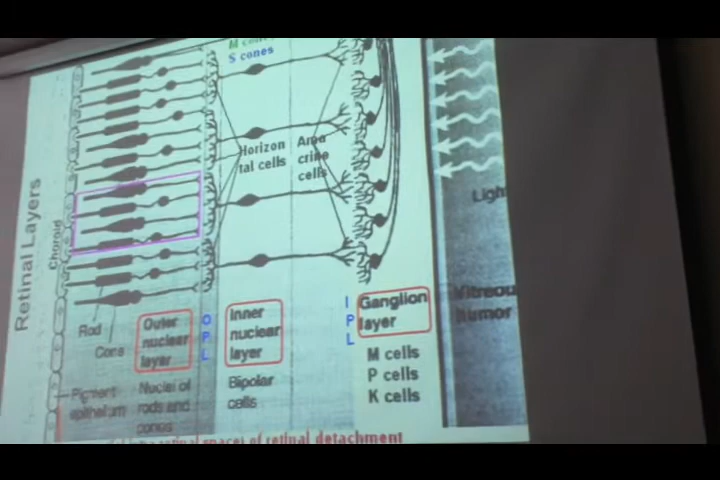 M cones
S cones
Horizon
tal cells
Ama
crine
cells
Retinal Layers
Choroid
Light
Vitreous
humor
Rod
Cone
Pigment
epithelium
Outer
nuclear
layer
Nuclei of
rods and
cones
O
P
L
Inner
nuclear
layer
Bipolar
cells
I
P
L
Ganglion
layer
M cells
P cells
K cells
retinal space) of retinal detachment